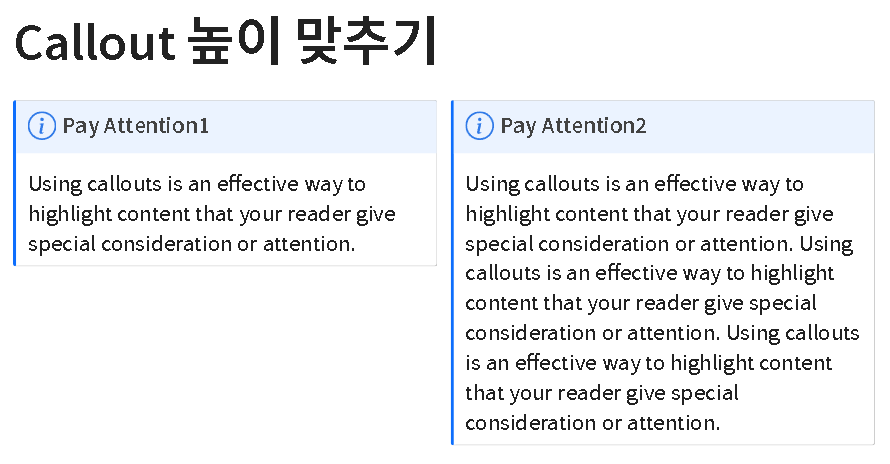 Callout 높이 맞추기
Pay Attention1
Using callouts is an effective way to
highlight content that your reader give
special consideration or attention.
Pay Attention2
Using callouts is an effective way to
highlight content that your reader give
special consideration or attention. Using
callouts is an effective way to highlight
content that your reader give special
consideration or attention. Using callouts
is an effective way to highlight content
that your reader give special
consideration or attention.